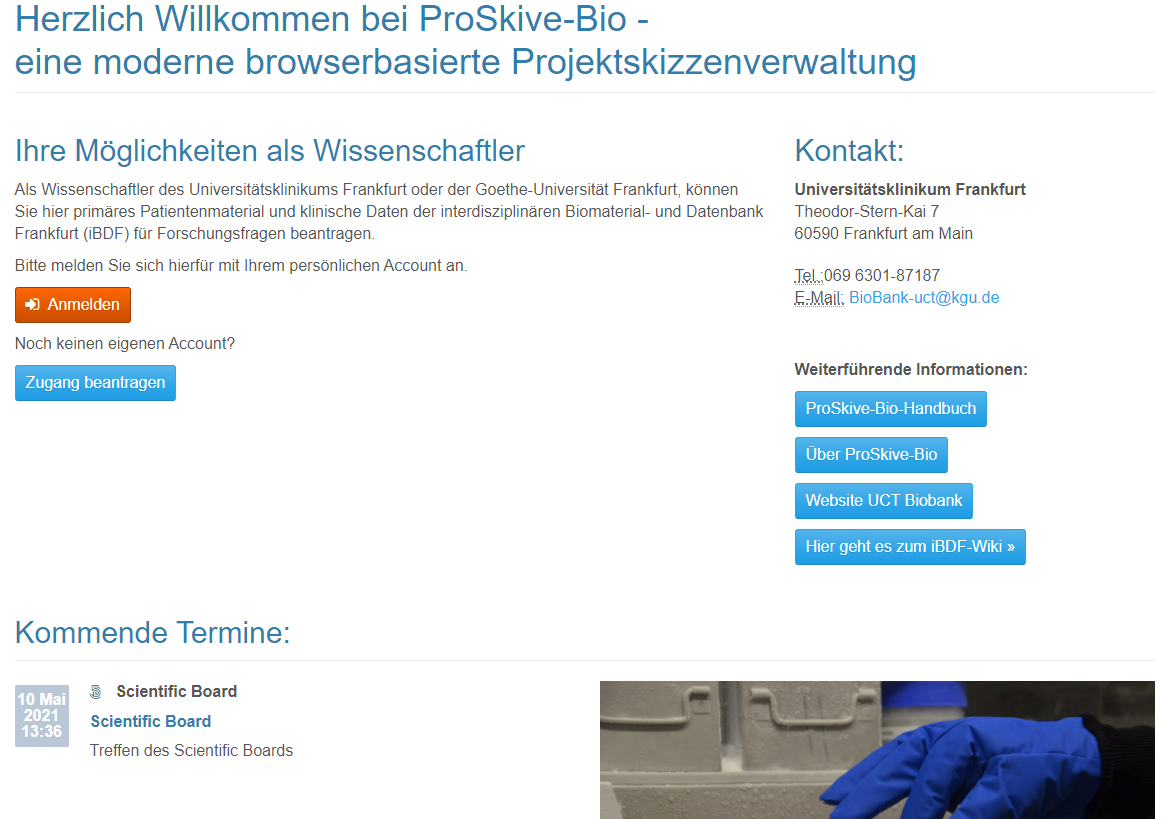 Herzlich Willkommen bei ProSkive-Bio -
eine moderne browserbasierte Projektskizzenverwaltung
Ihre Möglichkeiten als Wissenschaftler
Als Wissenschaftler des Universitätsklinikums Frankfurt oder der Goethe-Universität Frankfurt, können
Sie hier primäres Patientenmaterial und klinische Daten der interdisziplinären Biomaterial- und Datenbank
Frankfurt (iBDF) für Forschungsfragen beantragen.
Bitte melden Sie sich hierfür mit Ihrem persönlichen Account an.
Anmelden
Noch keinen eigenen Account?
Zugang beantragen
Kontakt:
Universitätsklinikum Frankfurt
Theodor-Stern-Kai 7
60590 Frankfurt am Main
Tel.:069 6301-87187
E-Mail: BioBank-uct@kgu.de
Weiterführende Informationen:
ProSkive-Bio-Handbuch
Über ProSkive-Bio
Website UCT Biobank
Hier geht es zum iBDF-Wiki »
Kommende Termine:
10 Mai
2021
13:36
Scientific Board
Scientific Board
Treffen des Scientific Boards